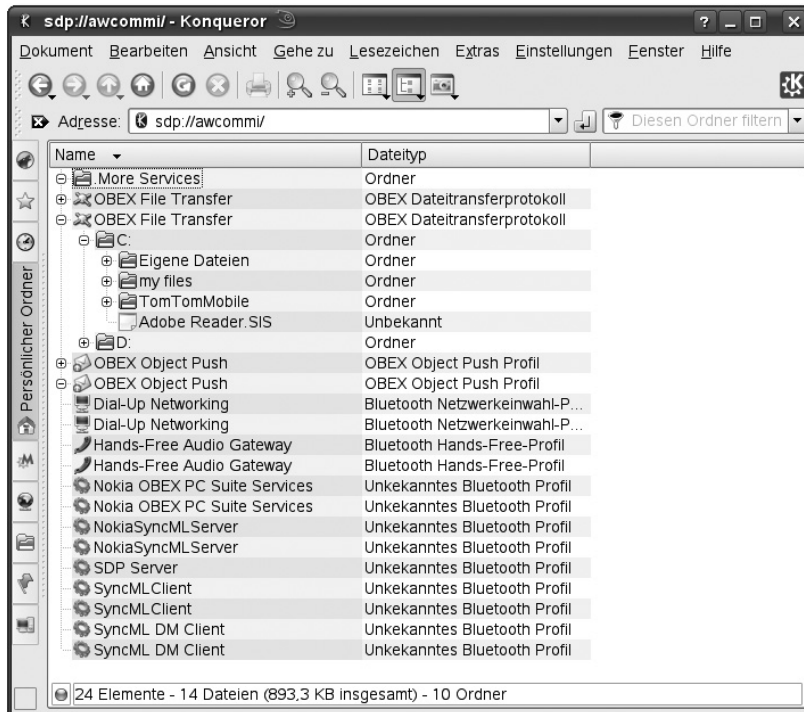 sdp://awcommi/ - Konqueror
Dokument Bearbeiten Ansicht Gehe zu Lesezeichen Extras Einstellungen Fenster Hilfe
Adresse: sdp://awcommi/ Diesen Ordner filtern
Persönlicher Ordner
Name Dateityp
.More Services Ordner
OBEX File Transfer OBEX Dateitransferprotokoll
OBEX File Transfer OBEX Dateitransferprotokoll
C: Ordner
Eigene Dateien Ordner
my files Ordner
TomTomMobile Ordner
Adobe Reader.SIS Unbekannt
D: Ordner
OBEX Object Push OBEX Object Push Profil
OBEX Object Push OBEX Object Push Profil
Dial-Up Networking Bluetooth Netzwerkeinwahl-P...
Dial-Up Networking Bluetooth Netzwerkeinwahl-P...
Hands-Free Audio Gateway Bluetooth Hands-Free-Profil
Hands-Free Audio Gateway Bluetooth Hands-Free-Profil
Nokia OBEX PC Suite Services Unkekanntes Bluetooth Profil
Nokia OBEX PC Suite Services Unkekanntes Bluetooth Profil
NokiaSyncMLServer Unkekanntes Bluetooth Profil
NokiaSyncMLServer Unkekanntes Bluetooth Profil
SDP Server Unkekanntes Bluetooth Profil
SyncMLClient Unkekanntes Bluetooth Profil
SyncMLClient Unkekanntes Bluetooth Profil
SyncML DM Client Unkekanntes Bluetooth Profil
SyncML DM Client Unkekanntes Bluetooth Profil
24 Elemente - 14 Dateien (893,3 KB insgesamt) - 10 Ordner